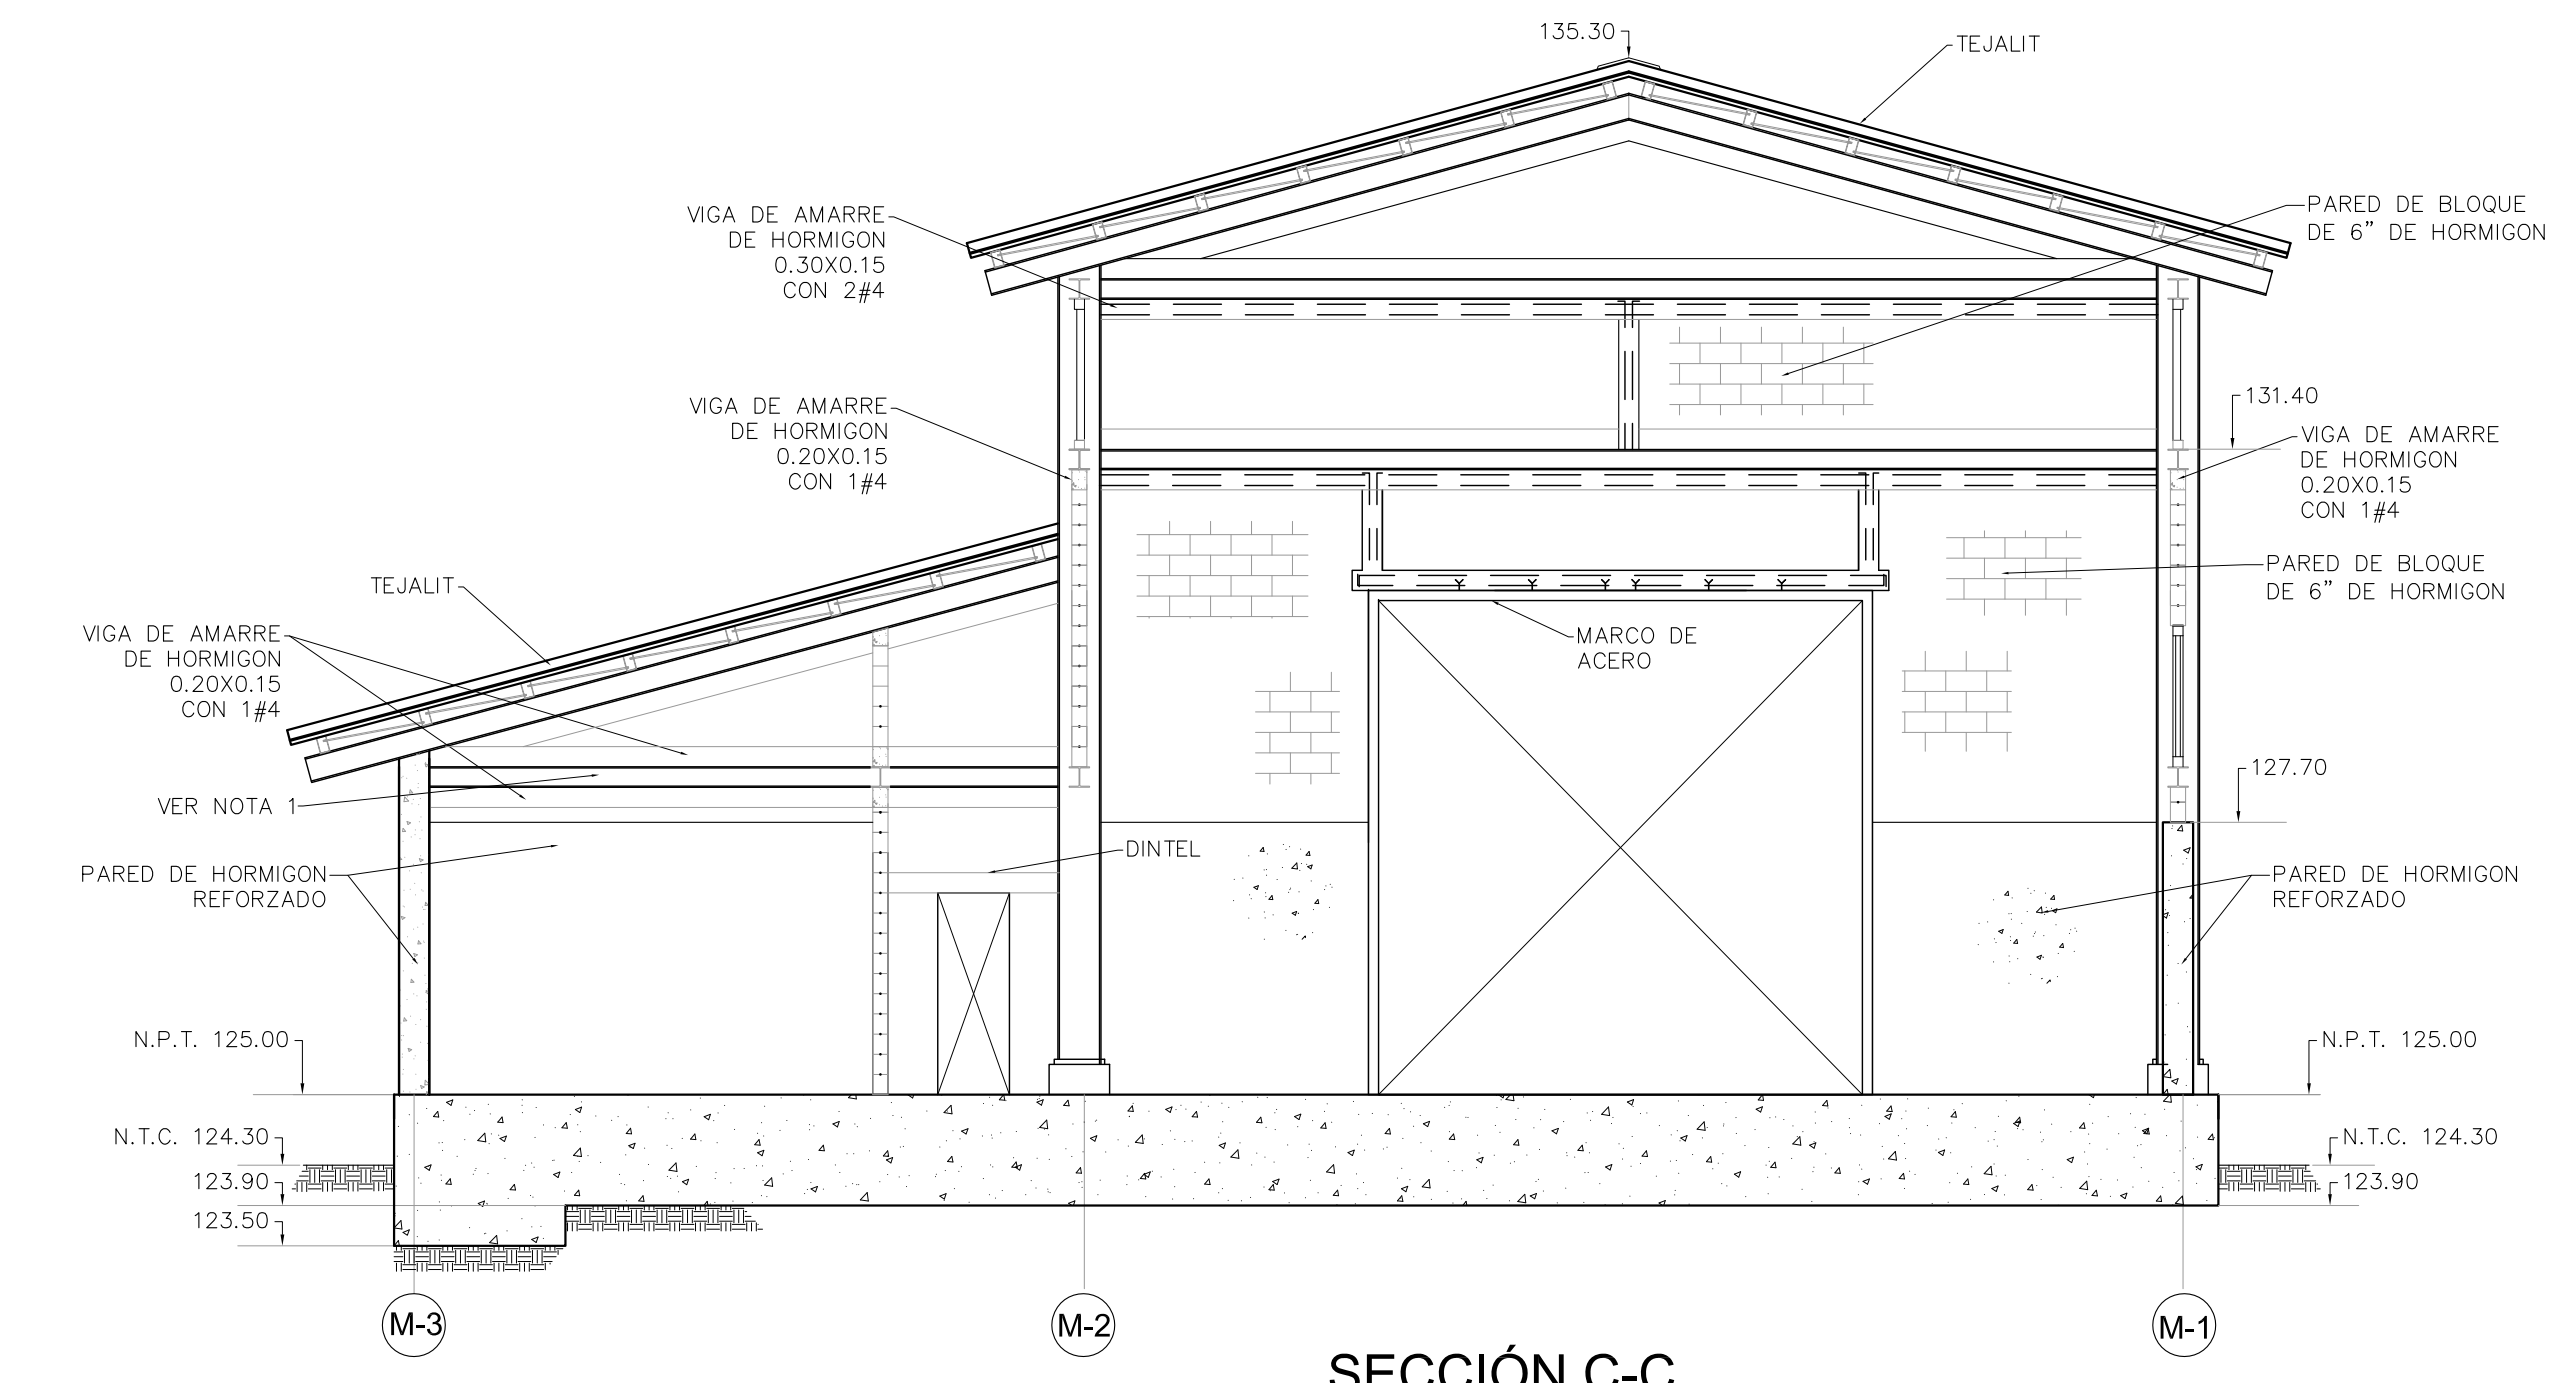 135.30
TEJALIT
VIGA DE AMARRE
DE HORMIGON
0.30X0.15
CON 2#4
PARED DE BLOQUE
DE 6" DE HORMIGON
VIGA DE AMARRE
DE HORMIGON
0.20X0.15
CON 1#4
131.40
VIGA DE AMARRE
DE HORMIGON
0.20X0.15
CON 1#4
PARED DE BLOQUE
DE 6" DE HORMIGON
TEJALIT
VIGA DE AMARRE
DE HORMIGON
0.20X0.15
CON 1#4
MARCO DE
ACERO
VER NOTA 1
127.70
DINTEL
PARED DE HORMIGON
REFORZADO
PARED DE HORMIGON
REFORZADO
N.P.T. 125.00
N.P.T. 125.00
N.T.C. 124.30
N.T.C. 124.30
123.90
123.90
123.50
M-3
M-2
M-1
SECCIÓN C-C